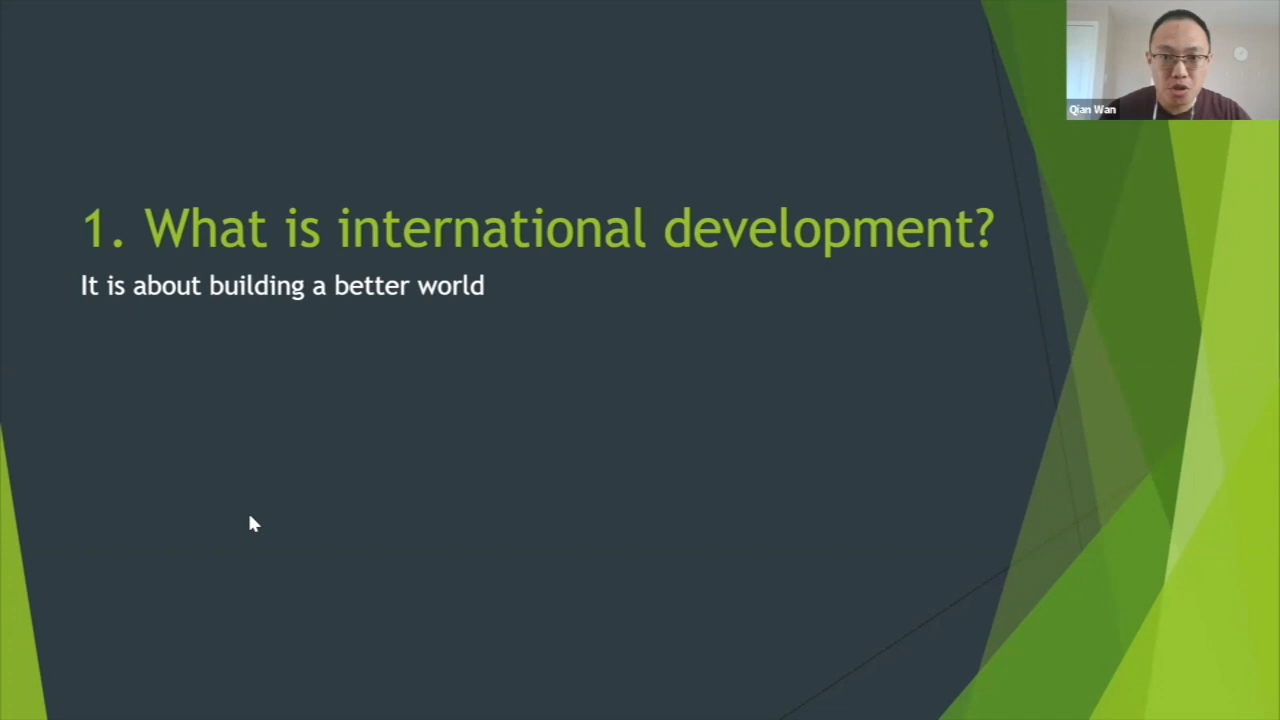 Qian Wan
1. What is international development?
It is about building a better world